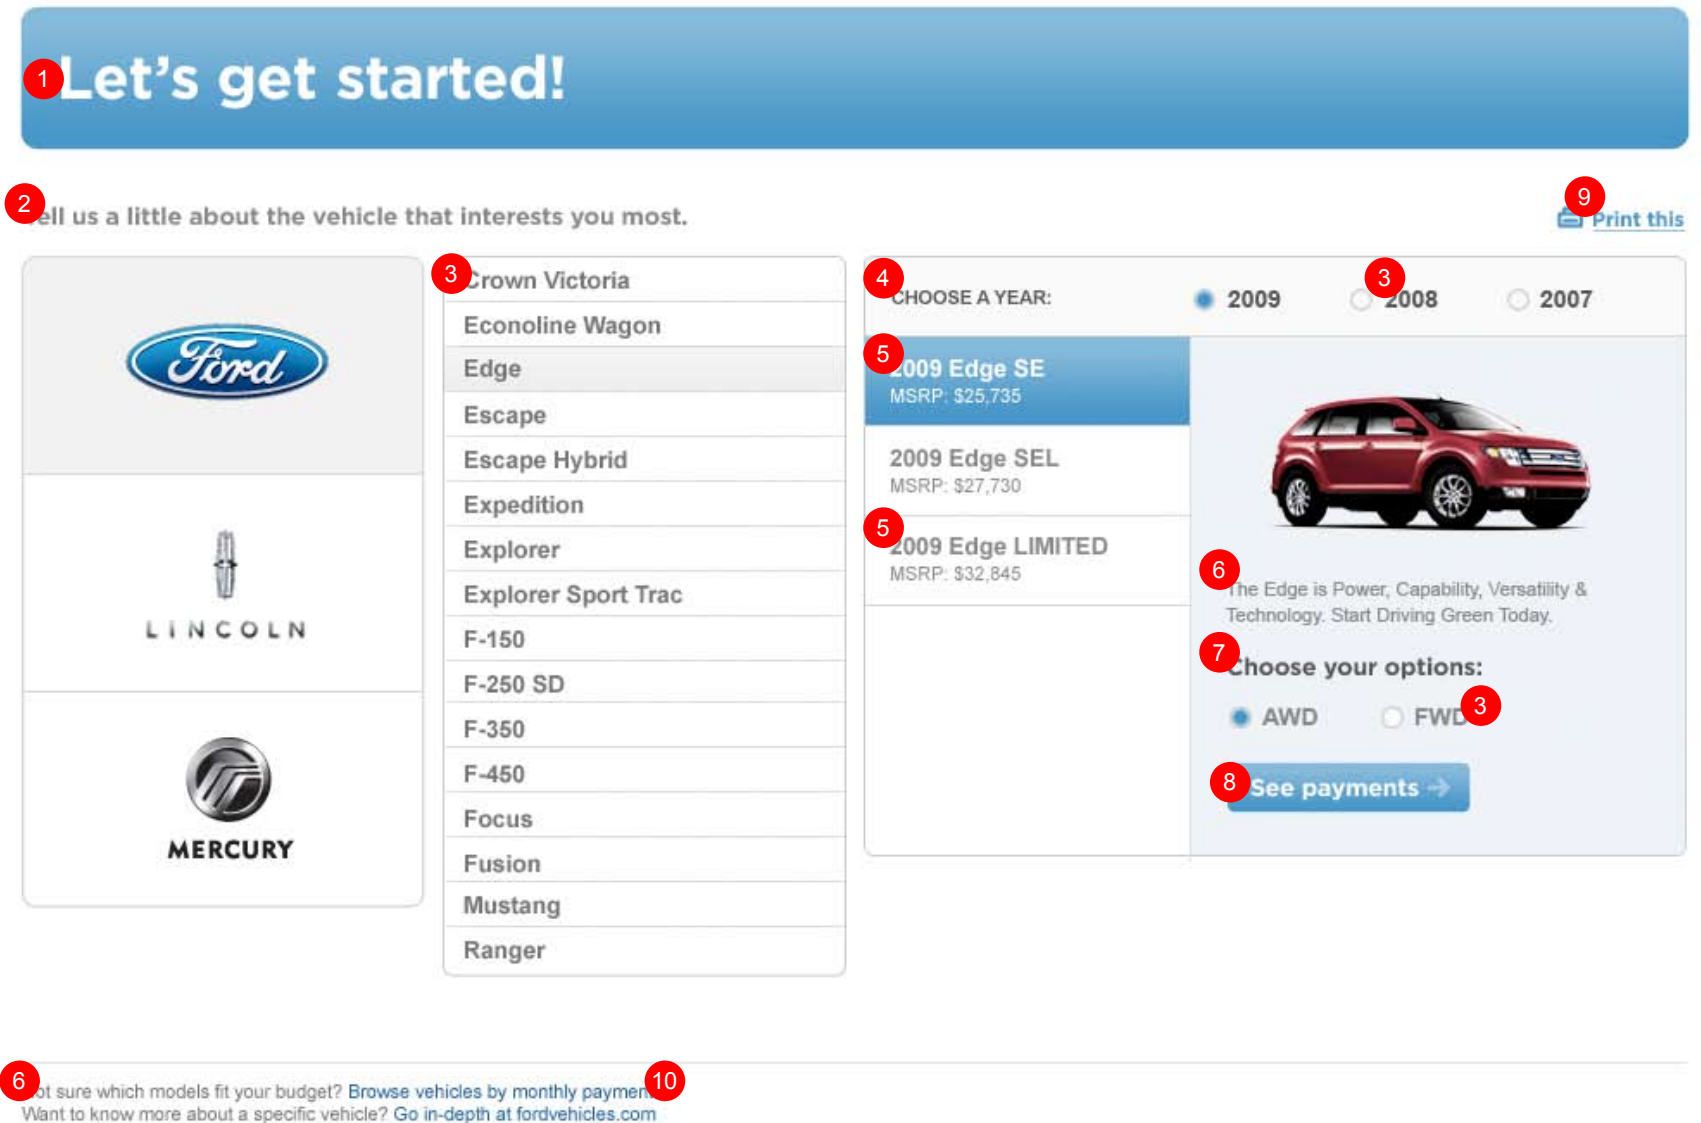 1 Let's get started!
2 ell us a little about the vehicle that interests you most.
9 Print this
Ford
LINCOLN
MERCURY
3 Crown Victoria
Econoline Wagon
Edge
Escape
Escape Hybrid
Expedition
Explorer
Explorer Sport Trac
F-150
F-250 SD
F-350
F-450
Focus
Fusion
Mustang
Ranger
4 CHOOSE A YEAR: 2009 3 2008 2007
5 2009 Edge SE
MSRP: $25,735
2009 Edge SEL
MSRP: $27,730
5 2009 Edge LIMITED
MSRP: $32,845
6 The Edge is Power, Capability, Versatility &
Technology. Start Driving Green Today.
7 Choose your options:
AWD FWD 3
8 See payments
6 ot sure which models fit your budget? Browse vehicles by monthly payment 10
Want to know more about a specific vehicle? Go in-depth at fordvehicles.com